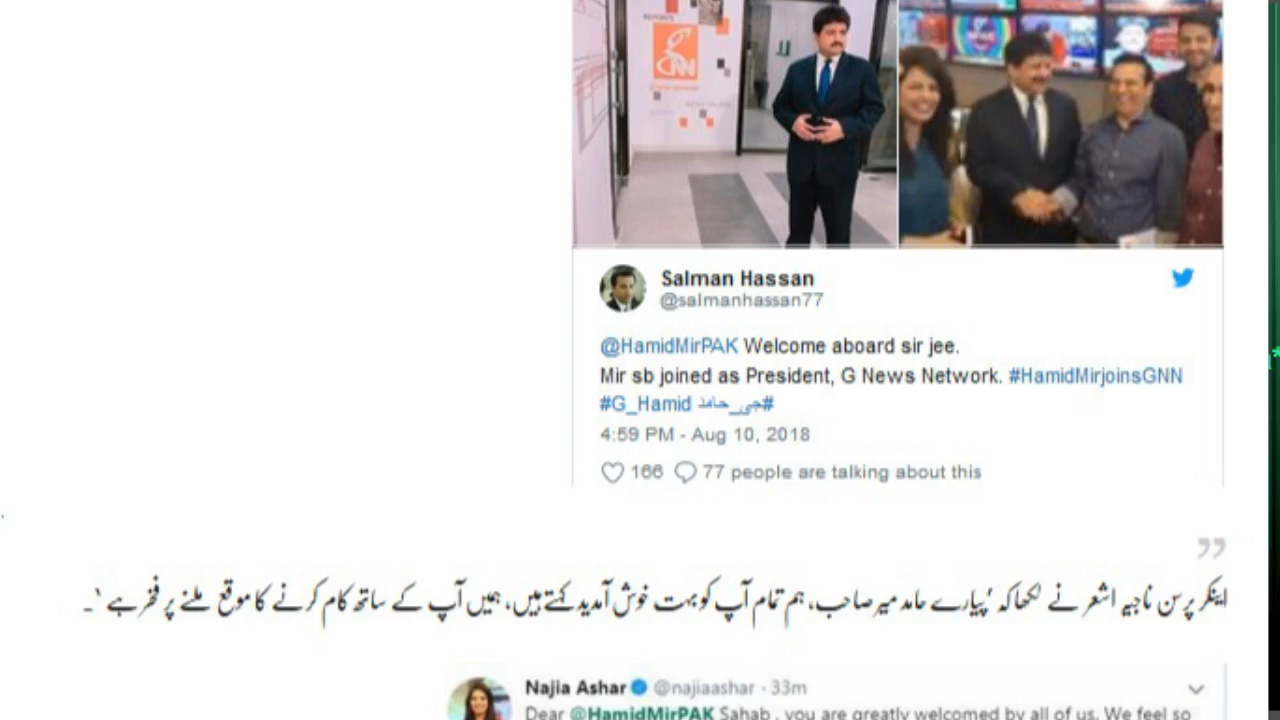 GNN
Salman Hassan
@salmanhassan77
@HamidMirPAK Welcome aboard sir jee.
Mir sb joined as President, G News Network. #HamidMirjoinsGNN
#G_Hamid #جی_حامد
4:59 PM - Aug 10, 2018
166 77 people are talking about this
”
اینکر پرسن ناجیہ اشعر نے لکھا کہ ’پیارے حامد میر صاحب، ہم تمام آپ کو بہت خوش آمدید کہتے ہیں، ہمیں آپ کے ساتھ کام کرنے کا موقع ملنے پر فخر ہے ‘۔
Najia Ashar @najiaashar · 33m
Dear @HamidMirPAK Sahab , you are greatly welcomed by all of us. We feel so